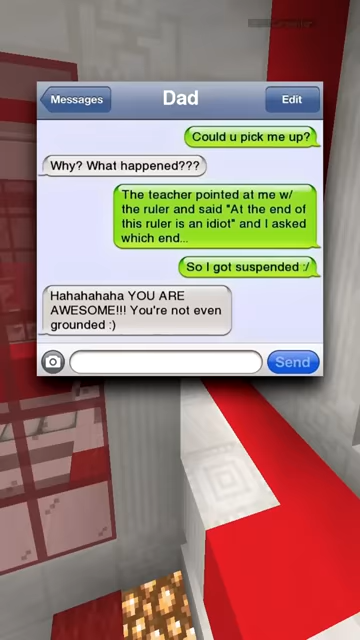 Messages
Dad
Edit
Could u pick me up?
Why? What happened???
The teacher pointed at me w/
the ruler and said "At the end of
this ruler is an idiot" and I asked
which end...
So I got suspended :/
Hahahahaha YOU ARE
AWESOME!!! You're not even
grounded :)
Send